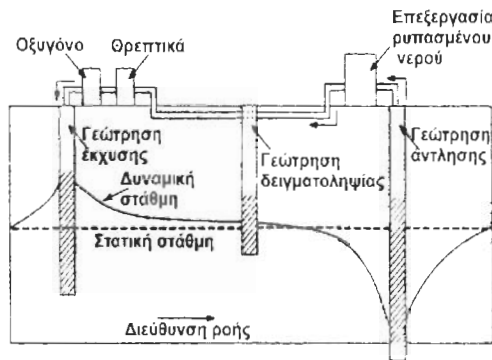 Οξυγόνο
Θρεπτικά
Επεξεργασία
ρυπασμένου
νερού
Γεώτρηση
έκχυσης
Γεώτρηση
δειγματοληψίας
Γεώτρηση
άντλησης
Δυναμική
στάθμη
Στατική στάθμη
Διεύθυνση ροής